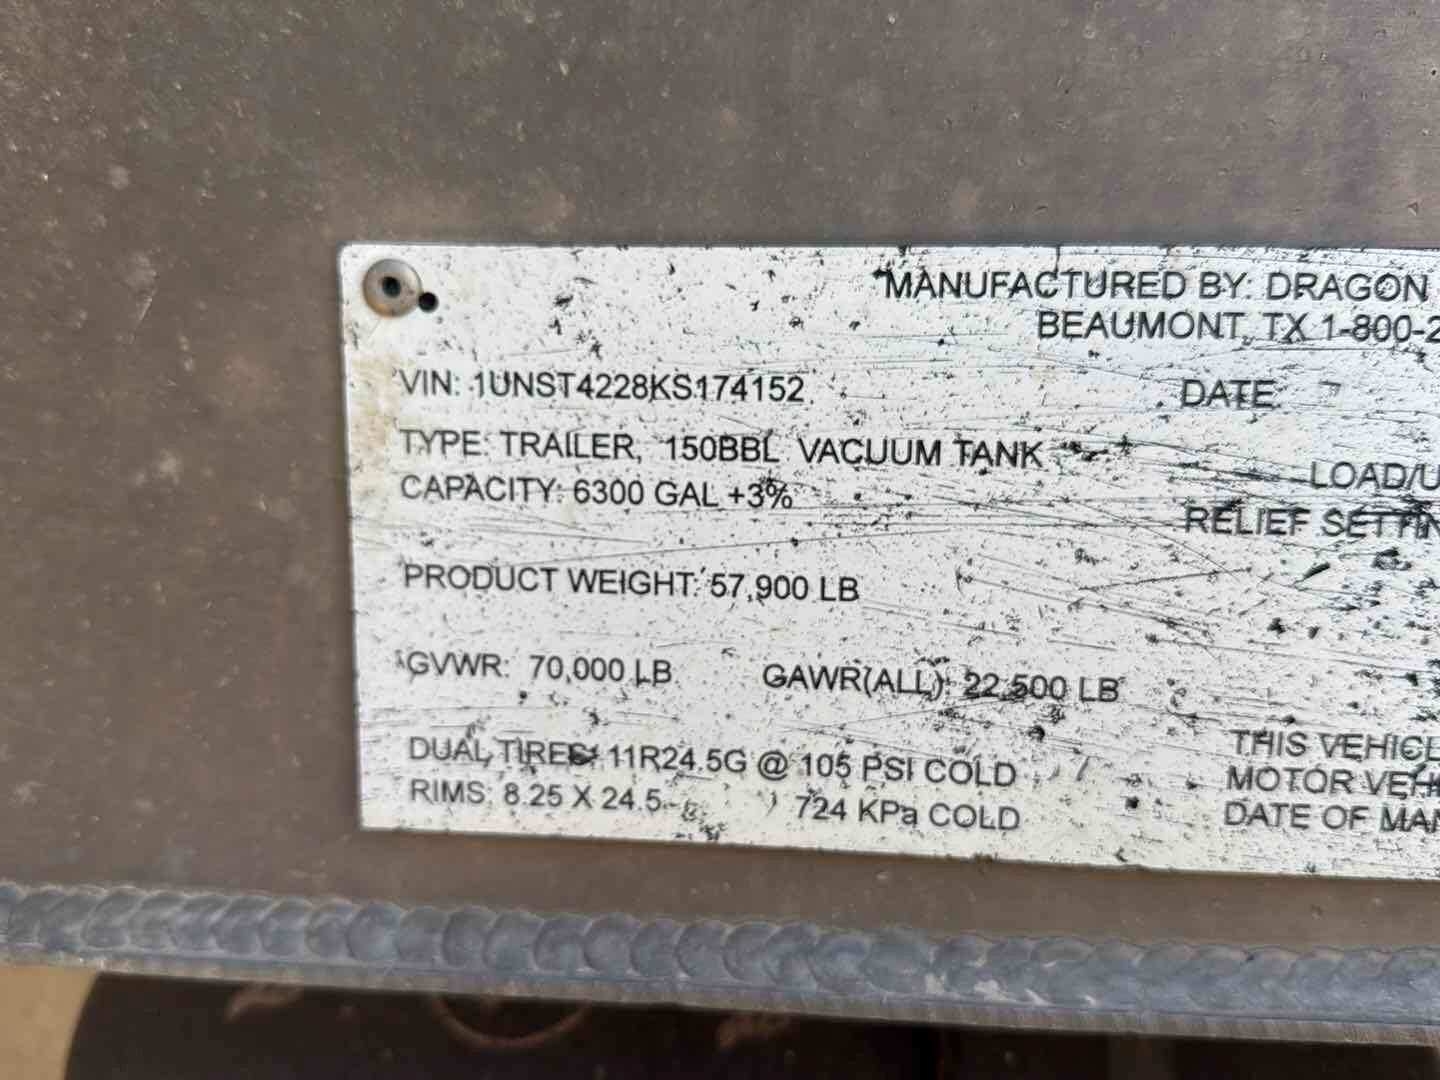 MANUFACTURED BY: DRAGON
BEAUMONT, TX 1-800-2
VIN: 1UNST4228KS174152
DATE
TYPE: TRAILER, 150BBL VACUUM TANK
LOAD/U
CAPACITY: 6300 GAL +3%
RELIEF SETTIN
PRODUCT WEIGHT: 57,900 LB
GVWR: 70,000 LB GAWR(ALL): 22,500 LB
DUAL TIRES: 11R24.5G @ 105 PSI COLD
THIS VEHICL
RIMS: 8.25 X 24.5 724 KPa COLD
MOTOR VEHI
DATE OF MAN